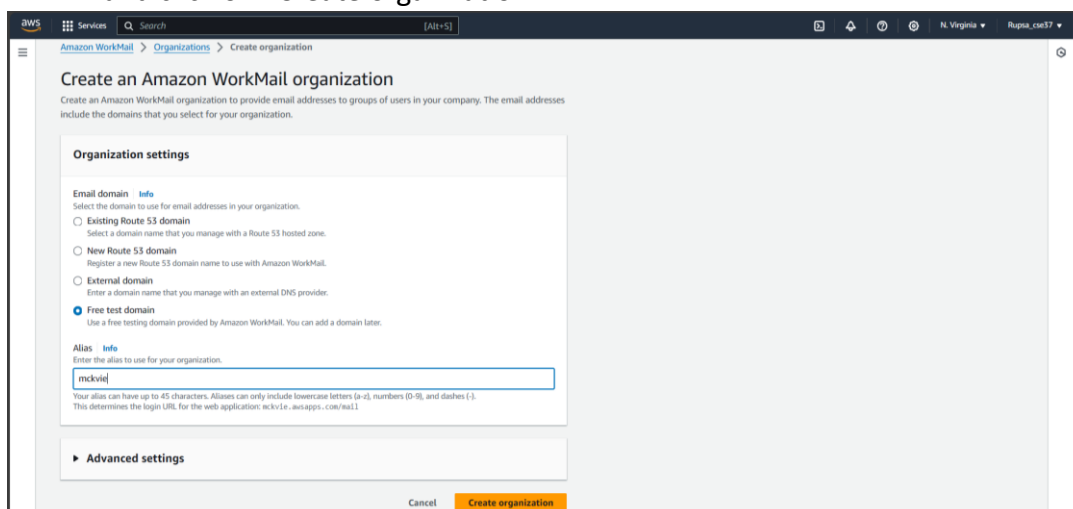 aws
Services
Search
[Alt+S]
N. Virginia
Rupsa_cse37
Amazon WorkMail > Organizations > Create organization
Create an Amazon WorkMail organization
Create an Amazon WorkMail organization to provide email addresses to groups of users in your company. The email addresses
include the domains that you select for your organization.
Organization settings
Email domain Info
Select the domain to use for email addresses in your organization.
Existing Route 53 domain
Select a domain name that you manage with a Route 53 hosted zone.
New Route 53 domain
Register a new Route 53 domain name to use with Amazon WorkMail.
External domain
Enter a domain name that you manage with an external DNS provider.
Free test domain
Use a free testing domain provided by Amazon WorkMail. You can add a domain later.
Alias Info
Enter the alias to use for your organization.
mckvie
Your alias can have up to 45 characters. Aliases can only include lowercase letters (a-z), numbers (0-9), and dashes (-).
This determines the login URL for the web application: mckvie.awsapps.com/mail
Advanced settings
Cancel
Create organization